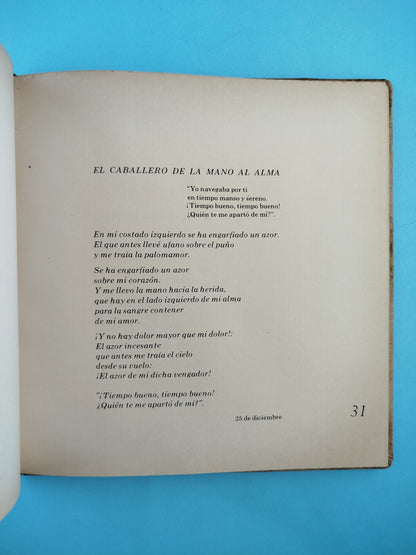 EL CABALLERO DE LA MANO AL ALMA
"Yo navegaba por ti
en tiempo manso y sereno.
¡Tiempo bueno, tiempo bueno!
¿Quién te me apartó de mí?".
En mi costado izquierdo se ha engarfiado un azor.
El que antes llevé ufano sobre el puño
y me traía la palomamor.
Se ha engarfiado un azor
sobre mi corazón.
Y me llevo la mano hacia la herida,
que hay en el lado izquierdo de mi alma
para la sangre contener
de mi amor.
¡Y no hay dolor mayor que mi dolor!:
El azor incesante
que antes me traía el cielo
desde su vuelo:
¡El azor de mi dicha vengador!
"¡Tiempo bueno, tiempo bueno!
¿Quién te me apartó de mí?".
25 de diciembre
31